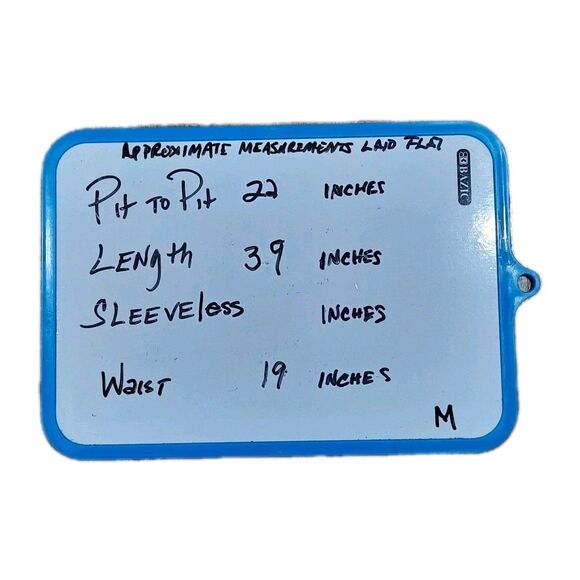 APPROXIMATE MEASUREMENTS LAID FLAT
BAZIC
Pit to Pit 22 INCHES
LENgth 39 INCHES
SLEEVEless INCHES
Waist 19 INCHES
M